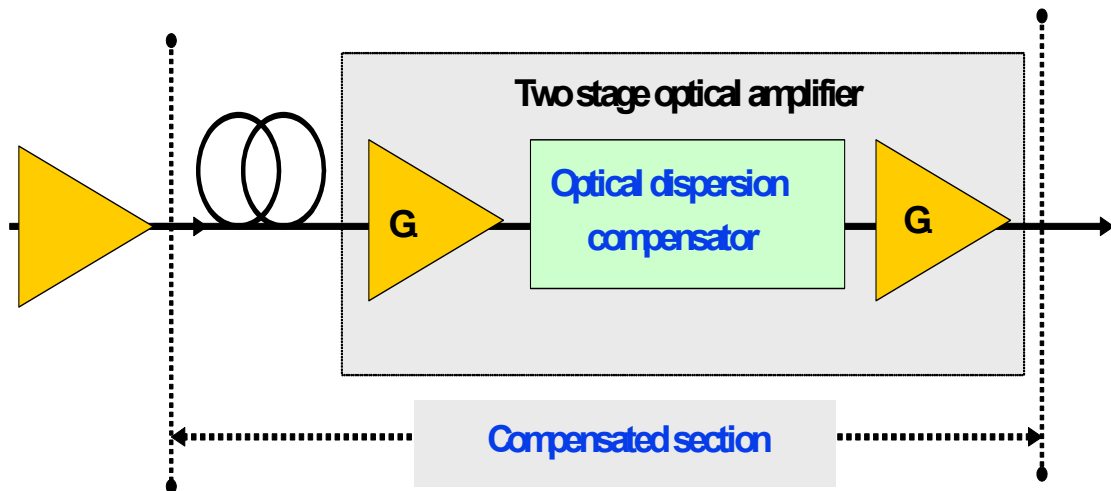 Two stage optical amplifier
Optical dispersion
compensator
G
G
Compensated section